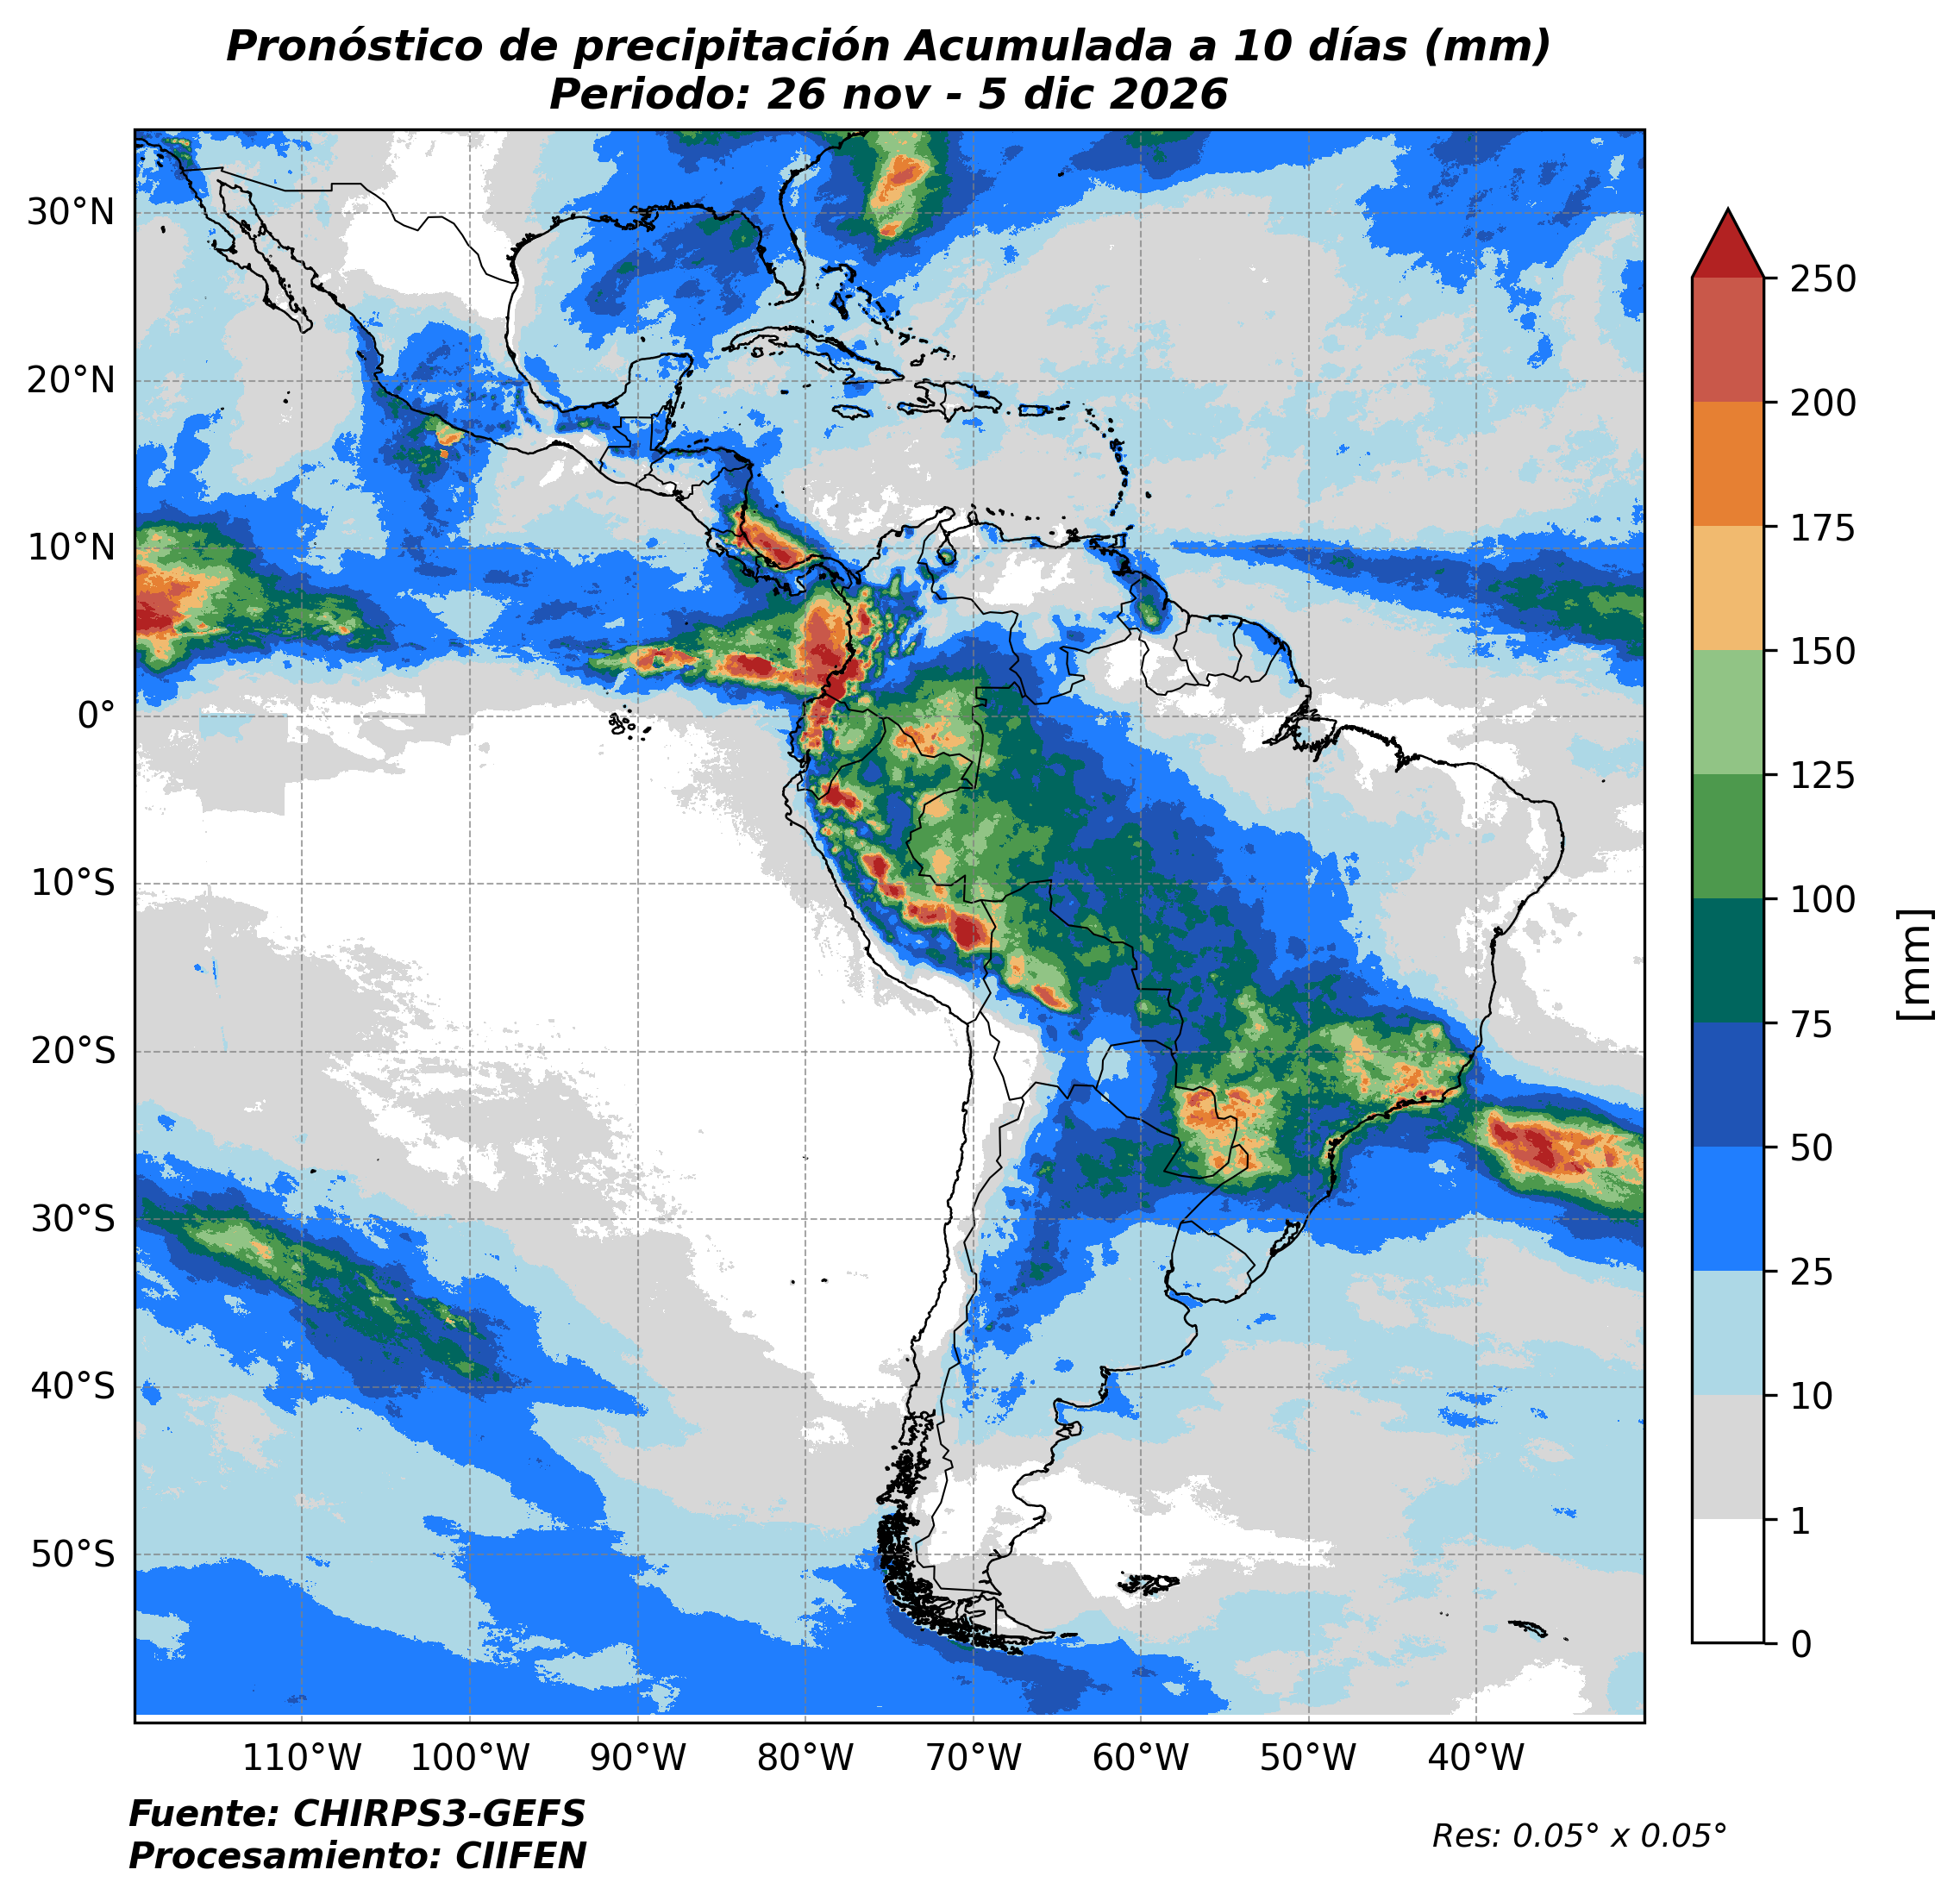 Pronóstico de precipitación Acumulada a 10 días (mm)
Periodo: 26 nov - 5 dic 2026
30°N
20°N
10°N
0°
10°S
20°S
30°S
40°S
50°S
110°W
100°W
90°W
80°W
70°W
60°W
50°W
40°W
250
200
175
150
125
100
75
50
25
10
1
0
[mm]
Fuente: CHIRPS3-GEFS
Procesamiento: CIIFEN
Res: 0.05° x 0.05°